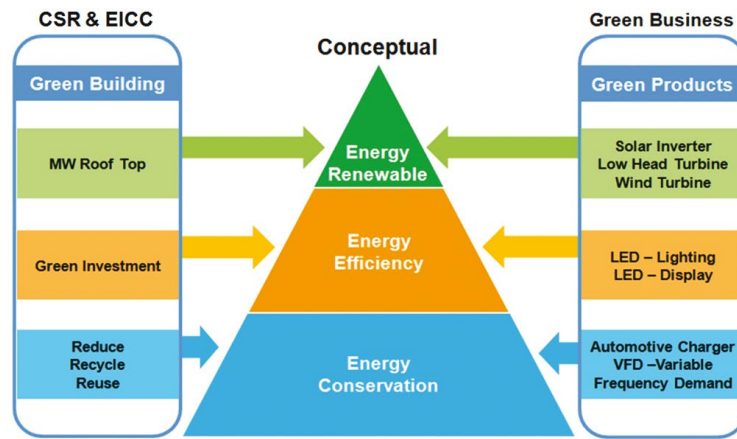 CSR & EICC
Green Building
MW Roof Top
Green Investment
Reduce
Recycle
Reuse
Conceptual
Energy
Renewable
Energy
Efficiency
Energy
Conservation
Green Business
Green Products
Solar Inverter
Low Head Turbine
Wind Turbine
LED – Lighting
LED – Display
Automotive Charger
VFD –Variable
Frequency Demand